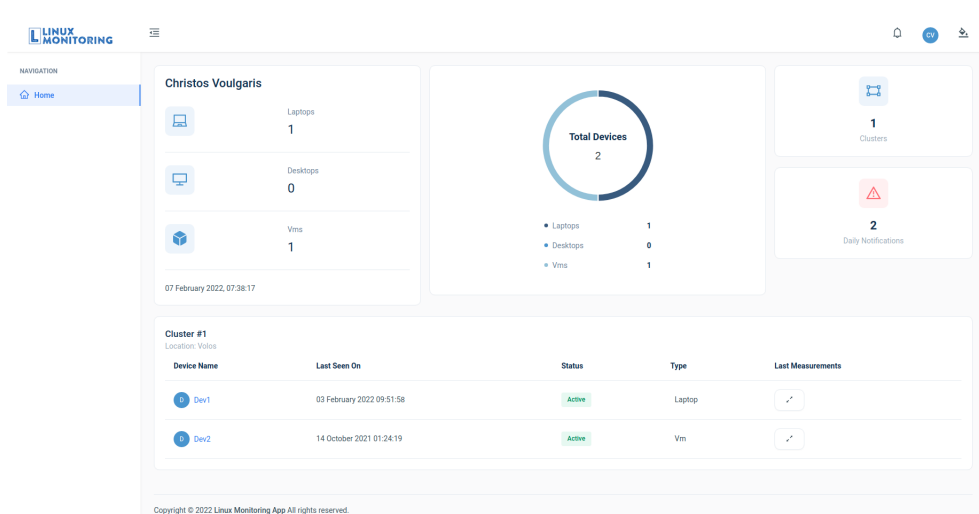 LINUX
MONITORING
CV
NAVIGATION
Home
Christos Voulgaris
Laptops
1
Desktops
0
Vms
1
07 February 2022, 07:38:17
Total Devices
2
Laptops 1
Desktops 0
Vms 1
1
Clusters
2
Daily Notifications
Cluster #1
Location: Volos
Device Name Last Seen On Status Type Last Measurements
D Dev1 03 February 2022 09:51:58 Active Laptop
D Dev2 14 October 2021 01:24:19 Active Vm
Copyright © 2022 Linux Monitoring App All rights reserved.